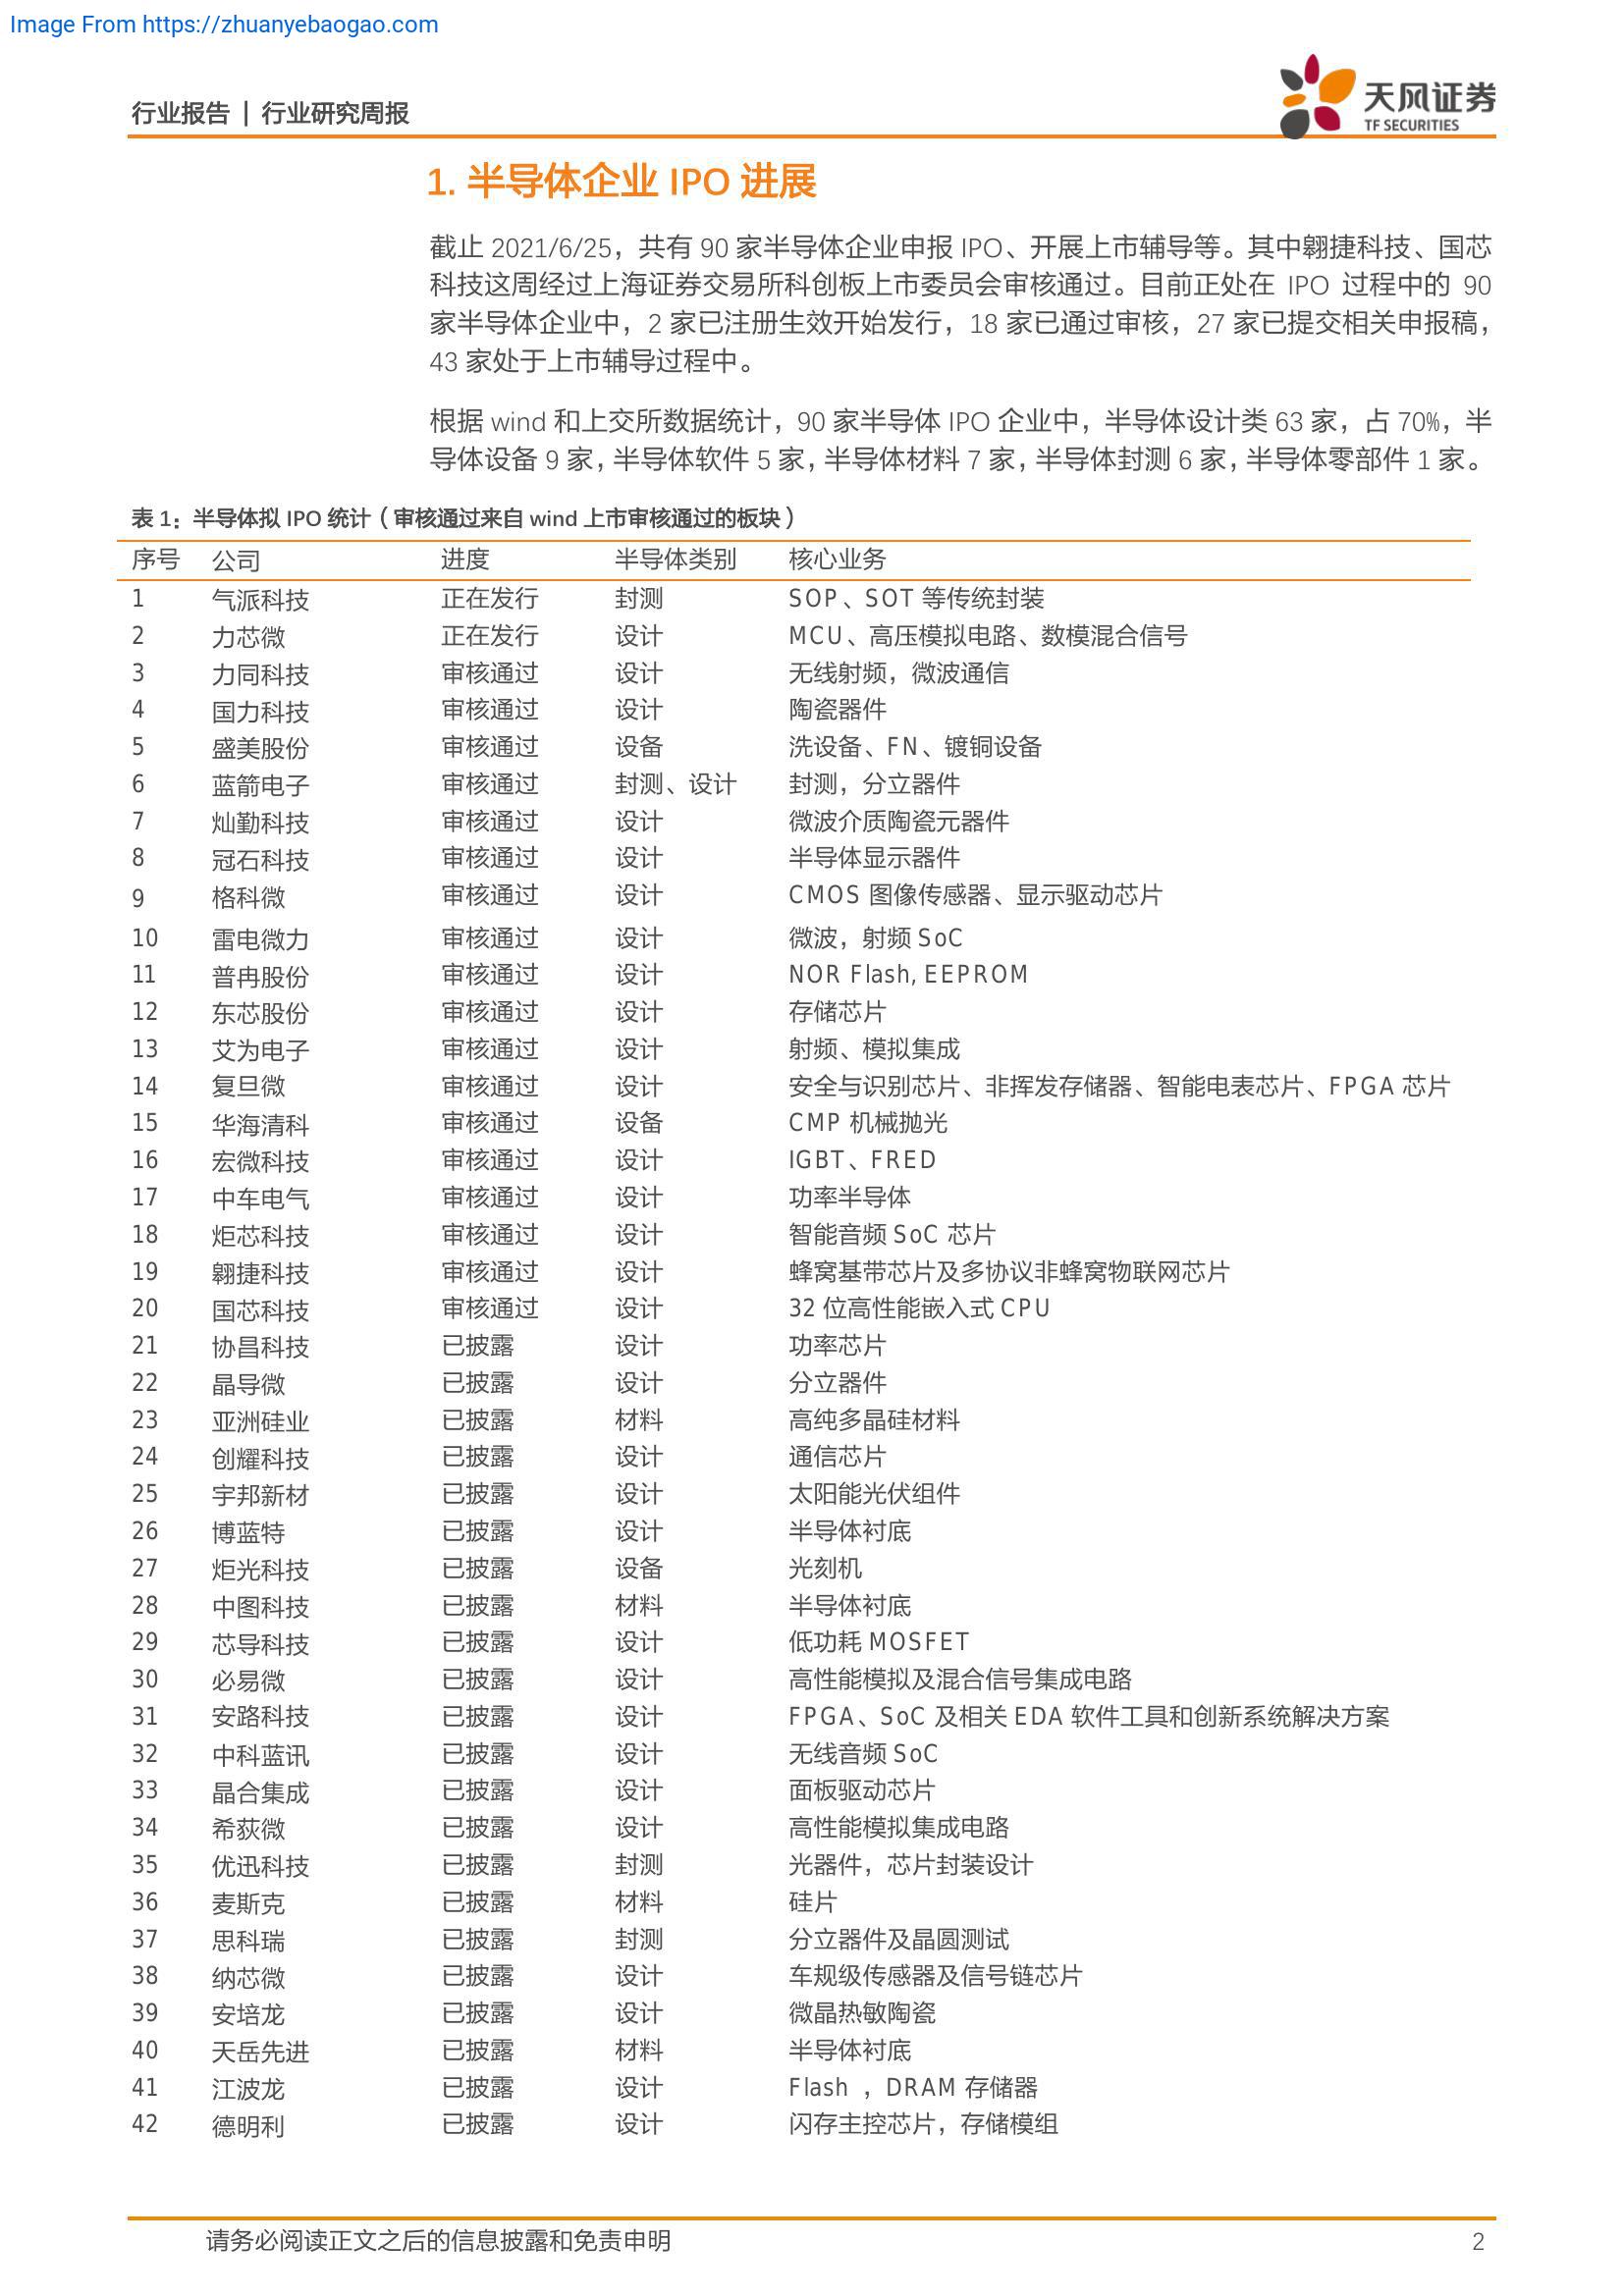 Image From https://zhuanyebaogao.com
行业报告 | 行业研究周报
天风证券
TF SECURITIES
1. 半导体企业 IPO 进展
截止 2021/6/25，共有 90 家半导体企业申报 IPO、开展上市辅导等。其中翱捷科技、国芯
科技这周经过上海证券交易所科创板上市委员会审核通过。目前正处在 IPO 过程中的 90
家半导体企业中，2 家已注册生效开始发行，18 家已通过审核，27 家已提交相关申报稿，
43 家处于上市辅导过程中。
根据 wind 和上交所数据统计，90 家半导体 IPO 企业中，半导体设计类 63 家，占 70%，半
导体设备 9 家，半导体软件 5 家，半导体材料 7 家，半导体封测 6 家，半导体零部件 1 家。
表 1：半导体拟 IPO 统计（审核通过来自 wind 上市审核通过的板块）
序号 公司 进度 半导体类别 核心业务
1 气派科技 正在发行 封测 SOP、SOT 等传统封装
2 力芯微 正在发行 设计 MCU、高压模拟电路、数模混合信号
3 力同科技 审核通过 设计 无线射频，微波通信
4 国力科技 审核通过 设计 陶瓷器件
5 盛美股份 审核通过 设备 洗设备、FN、镀铜设备
6 蓝箭电子 审核通过 封测、设计 封测，分立器件
7 灿勤科技 审核通过 设计 微波介质陶瓷元器件
8 冠石科技 审核通过 设计 半导体显示器件
9 格科微 审核通过 设计 CMOS 图像传感器、显示驱动芯片
10 雷电微力 审核通过 设计 微波，射频 SoC
11 普冉股份 审核通过 设计 NOR Flash, EEPROM
12 东芯股份 审核通过 设计 存储芯片
13 艾为电子 审核通过 设计 射频、模拟集成
14 复旦微 审核通过 设计 安全与识别芯片、非挥发存储器、智能电表芯片、FPGA 芯片
15 华海清科 审核通过 设备 CMP 机械抛光
16 宏微科技 审核通过 设计 IGBT、FRED
17 中车电气 审核通过 设计 功率半导体
18 炬芯科技 审核通过 设计 智能音频 SoC 芯片
19 翱捷科技 审核通过 设计 蜂窝基带芯片及多协议非蜂窝物联网芯片
20 国芯科技 审核通过 设计 32 位高性能嵌入式 CPU
21 协昌科技 已披露 设计 功率芯片
22 晶导微 已披露 设计 分立器件
23 亚洲硅业 已披露 材料 高纯多晶硅材料
24 创耀科技 已披露 设计 通信芯片
25 宇邦新材 已披露 设计 太阳能光伏组件
26 博蓝特 已披露 设计 半导体衬底
27 炬光科技 已披露 设备 光刻机
28 中图科技 已披露 材料 半导体衬底
29 芯导科技 已披露 设计 低功耗 MOSFET
30 必易微 已披露 设计 高性能模拟及混合信号集成电路
31 安路科技 已披露 设计 FPGA、SoC 及相关 EDA 软件工具和创新系统解决方案
32 中科蓝讯 已披露 设计 无线音频 SoC
33 晶合集成 已披露 设计 面板驱动芯片
34 希荻微 已披露 设计 高性能模拟集成电路
35 优迅科技 已披露 封测 光器件，芯片封装设计
36 麦斯克 已披露 材料 硅片
37 思科瑞 已披露 封测 分立器件及晶圆测试
38 纳芯微 已披露 设计 车规级传感器及信号链芯片
39 安培龙 已披露 设计 微晶热敏陶瓷
40 天岳先进 已披露 材料 半导体衬底
41 江波龙 已披露 设计 Flash ，DRAM 存储器
42 德明利 已披露 设计 闪存主控芯片，存储模组
请务必阅读正文之后的信息披露和免责申明 2